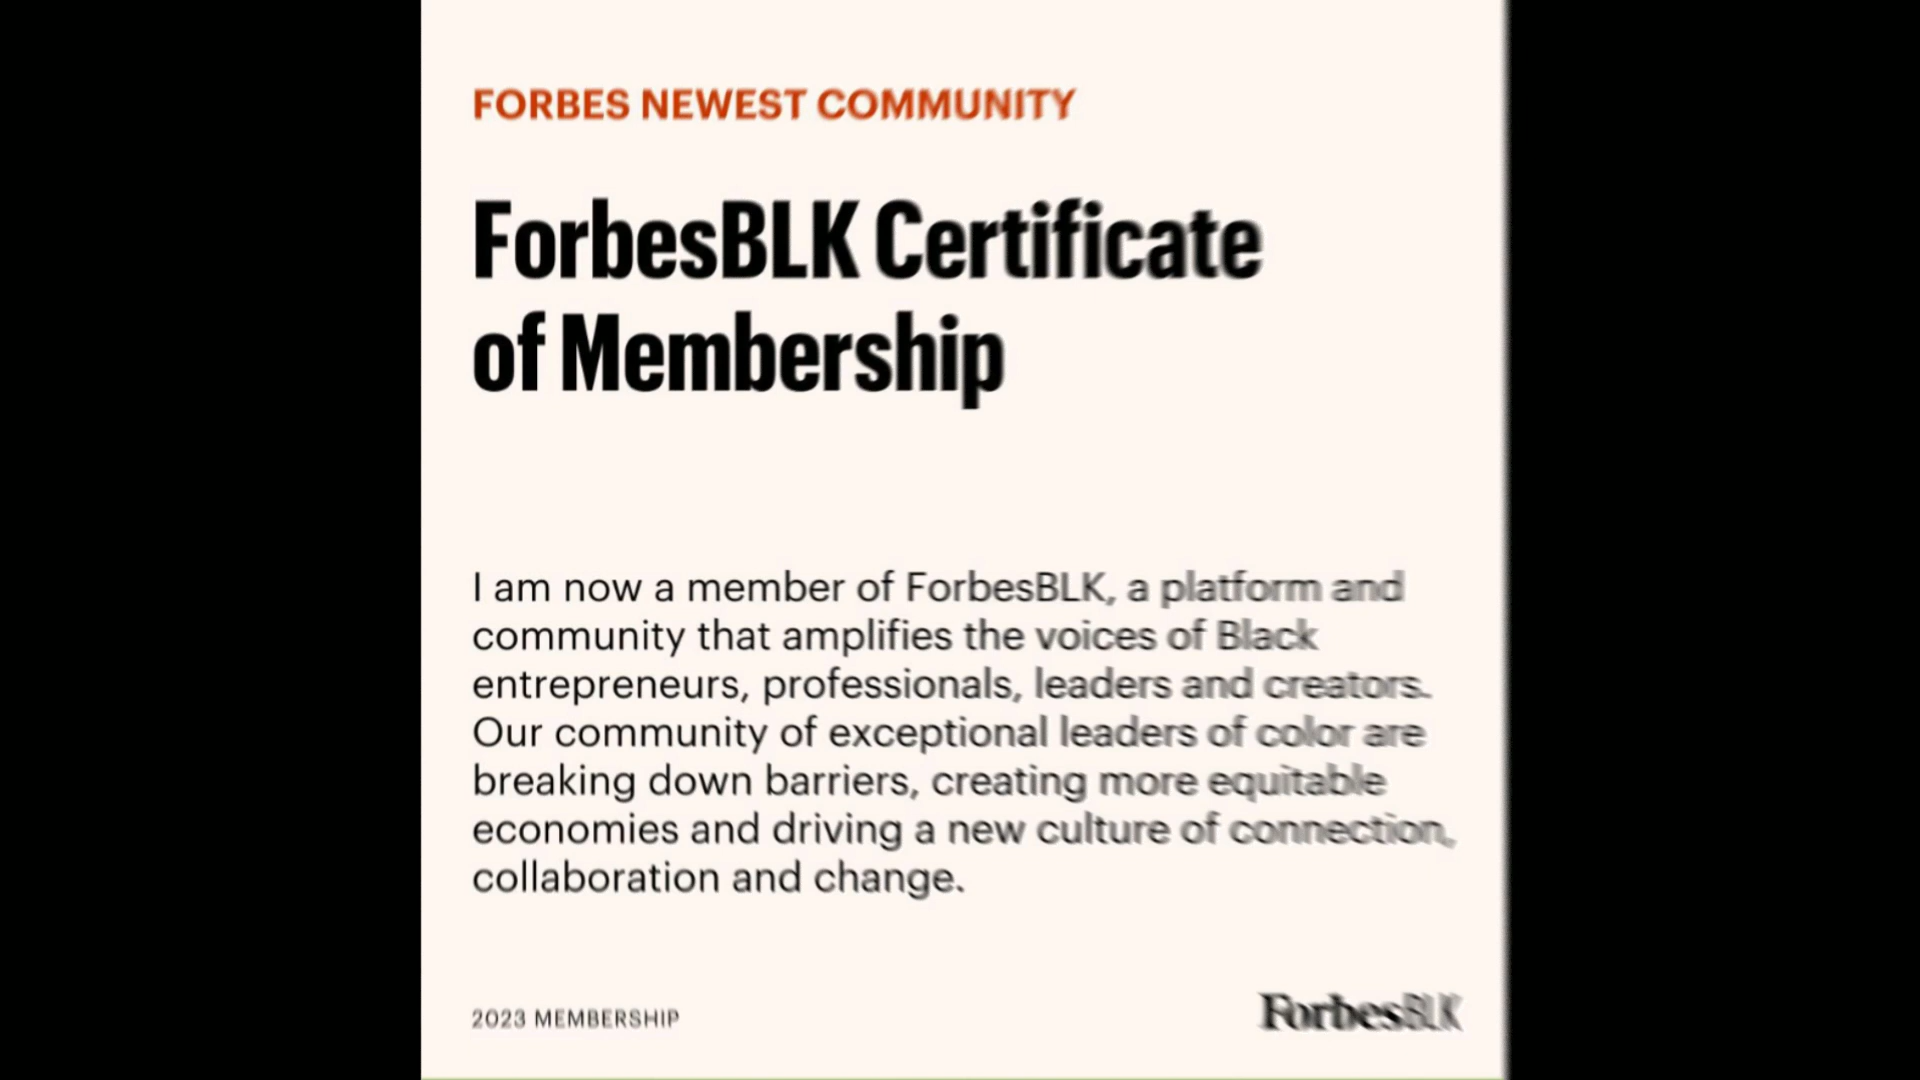 FORBES NEWEST COMMUNITY
ForbesBLK Certificate
of Membership
I am now a member of ForbesBLK, a platform and
community that amplifies the voices of Black
entrepreneurs, professionals, leaders and creators.
Our community of exceptional leaders of color are
breaking down barriers, creating more equitable
economies and driving a new culture of connection,
collaboration and change.
2023 MEMBERSHIP
ForbesBLK